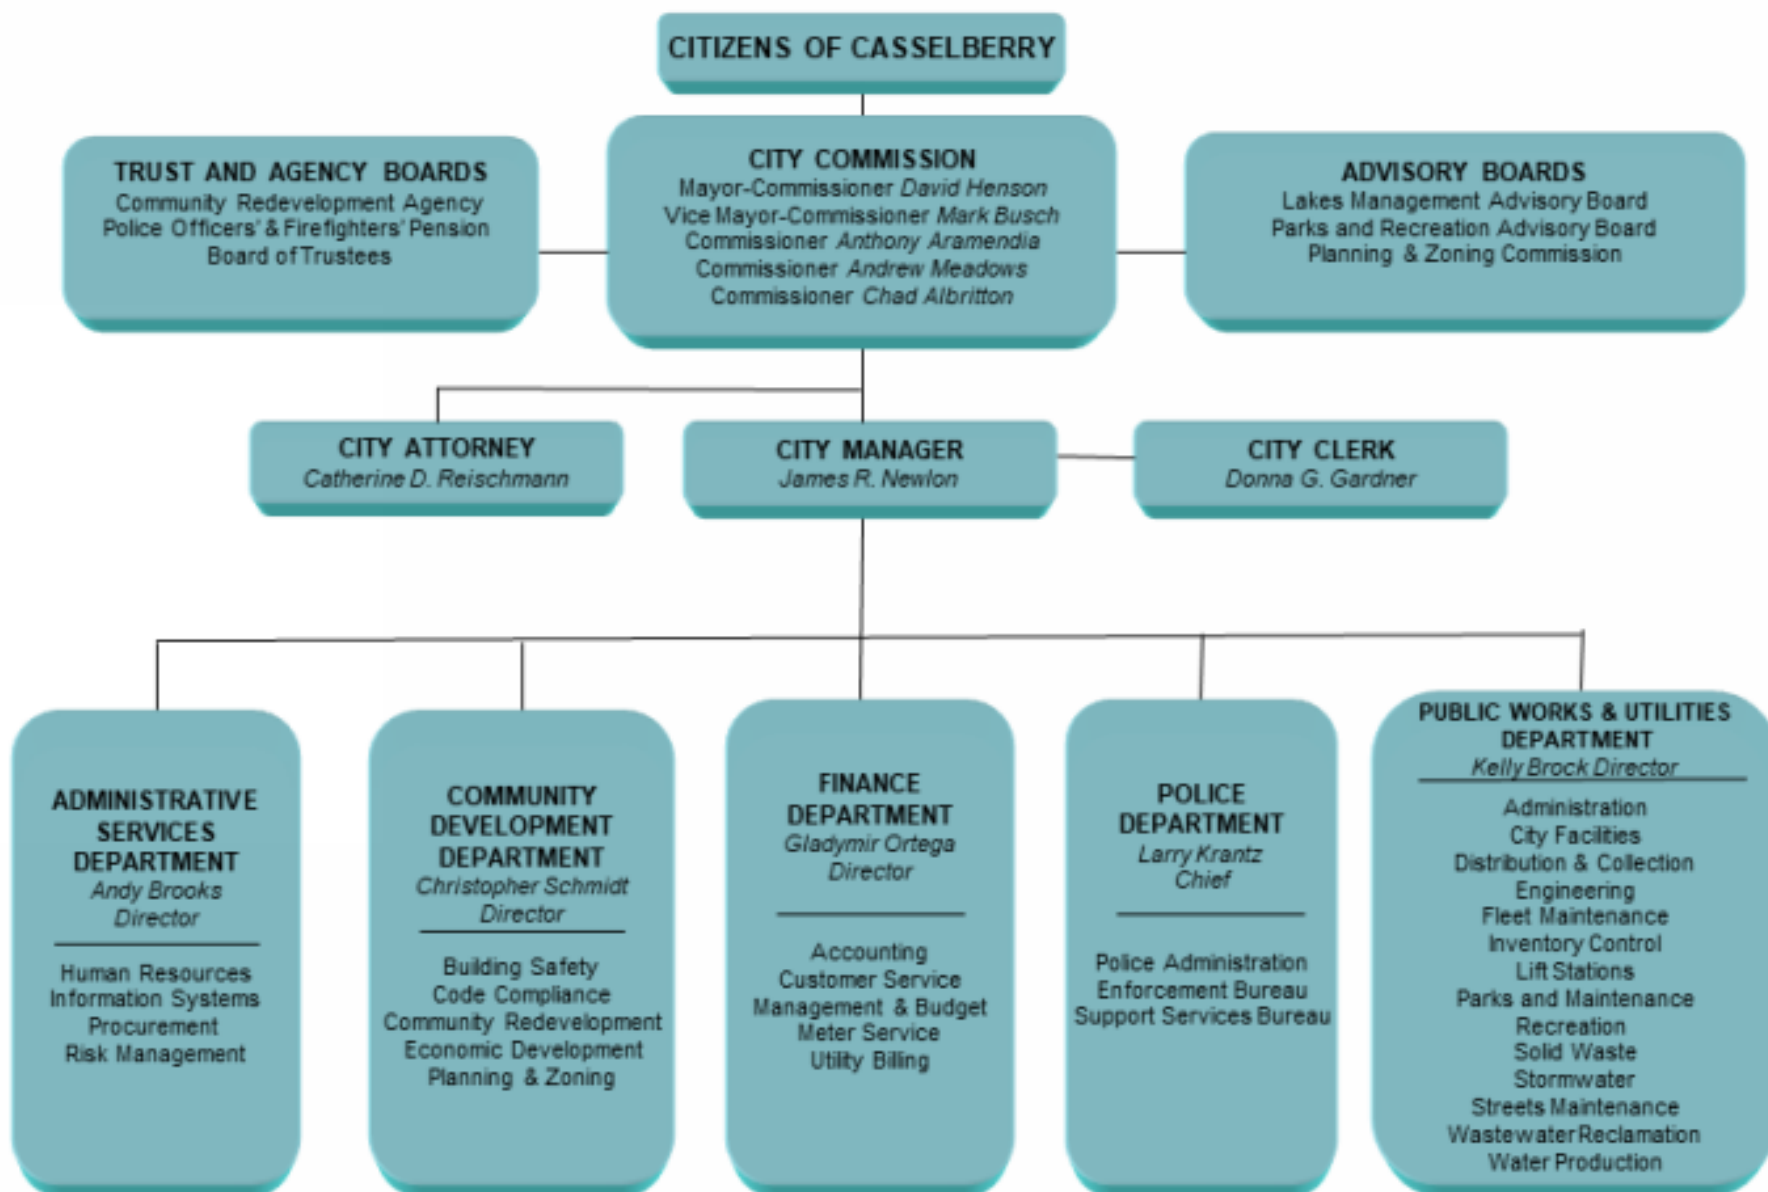 CITIZENS OF CASSELBERRY
TRUST AND AGENCY BOARDS
Community Redevelopment Agency
Police Officers' & Firefighters' Pension
Board of Trustees
CITY COMMISSION
Mayor-Commissioner David Henson
Vice Mayor-Commissioner Mark Busch
Commissioner Anthony Aramendia
Commissioner Andrew Meadows
Commissioner Chad Albritton
ADVISORY BOARDS
Lakes Management Advisory Board
Parks and Recreation Advisory Board
Planning & Zoning Commission
CITY ATTORNEY
Catherine D. Reischmann
CITY MANAGER
James R. Newlon
CITY CLERK
Donna G. Gardner
ADMINISTRATIVE
SERVICES
DEPARTMENT
Andy Brooks
Director
Human Resources
Information Systems
Procurement
Risk Management
COMMUNITY
DEVELOPMENT
DEPARTMENT
Christopher Schmidt
Director
Building Safety
Code Compliance
Community Redevelopment
Economic Development
Planning & Zoning
FINANCE
DEPARTMENT
Gladymir Ortega
Director
Accounting
Customer Service
Management & Budget
Meter Service
Utility Billing
POLICE
DEPARTMENT
Larry Krantz
Chief
Police Administration
Enforcement Bureau
Support Services Bureau
PUBLIC WORKS & UTILITIES
DEPARTMENT
Kelly Brock Director
Administration
City Facilities
Distribution & Collection
Engineering
Fleet Maintenance
Inventory Control
Lift Stations
Parks and Maintenance
Recreation
Solid Waste
Stormwater
Streets Maintenance
Wastewater Reclamation
Water Production